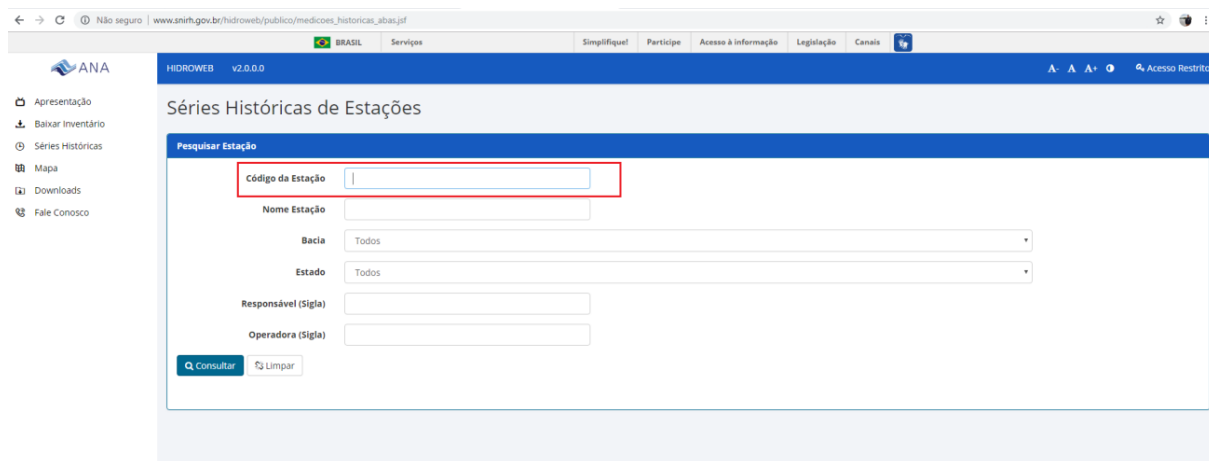 Não seguro | www.snirh.gov.br/hidroweb/publico/medicoes_historicas_abas.jsf
BRASIL Serviços Simplifique! Participe Acesso à informação Legislação Canais
ANA
HIDROWEB v2.0.0.0 A- A A+ Acesso Restrito
Apresentação
Baixar Inventário
Séries Históricas
Mapa
Downloads
Fale Conosco
Séries Históricas de Estações
Pesquisar Estação
Código da Estação
Nome Estação
Bacia Todos
Estado Todos
Responsável (Sigla)
Operadora (Sigla)
Consultar Limpar